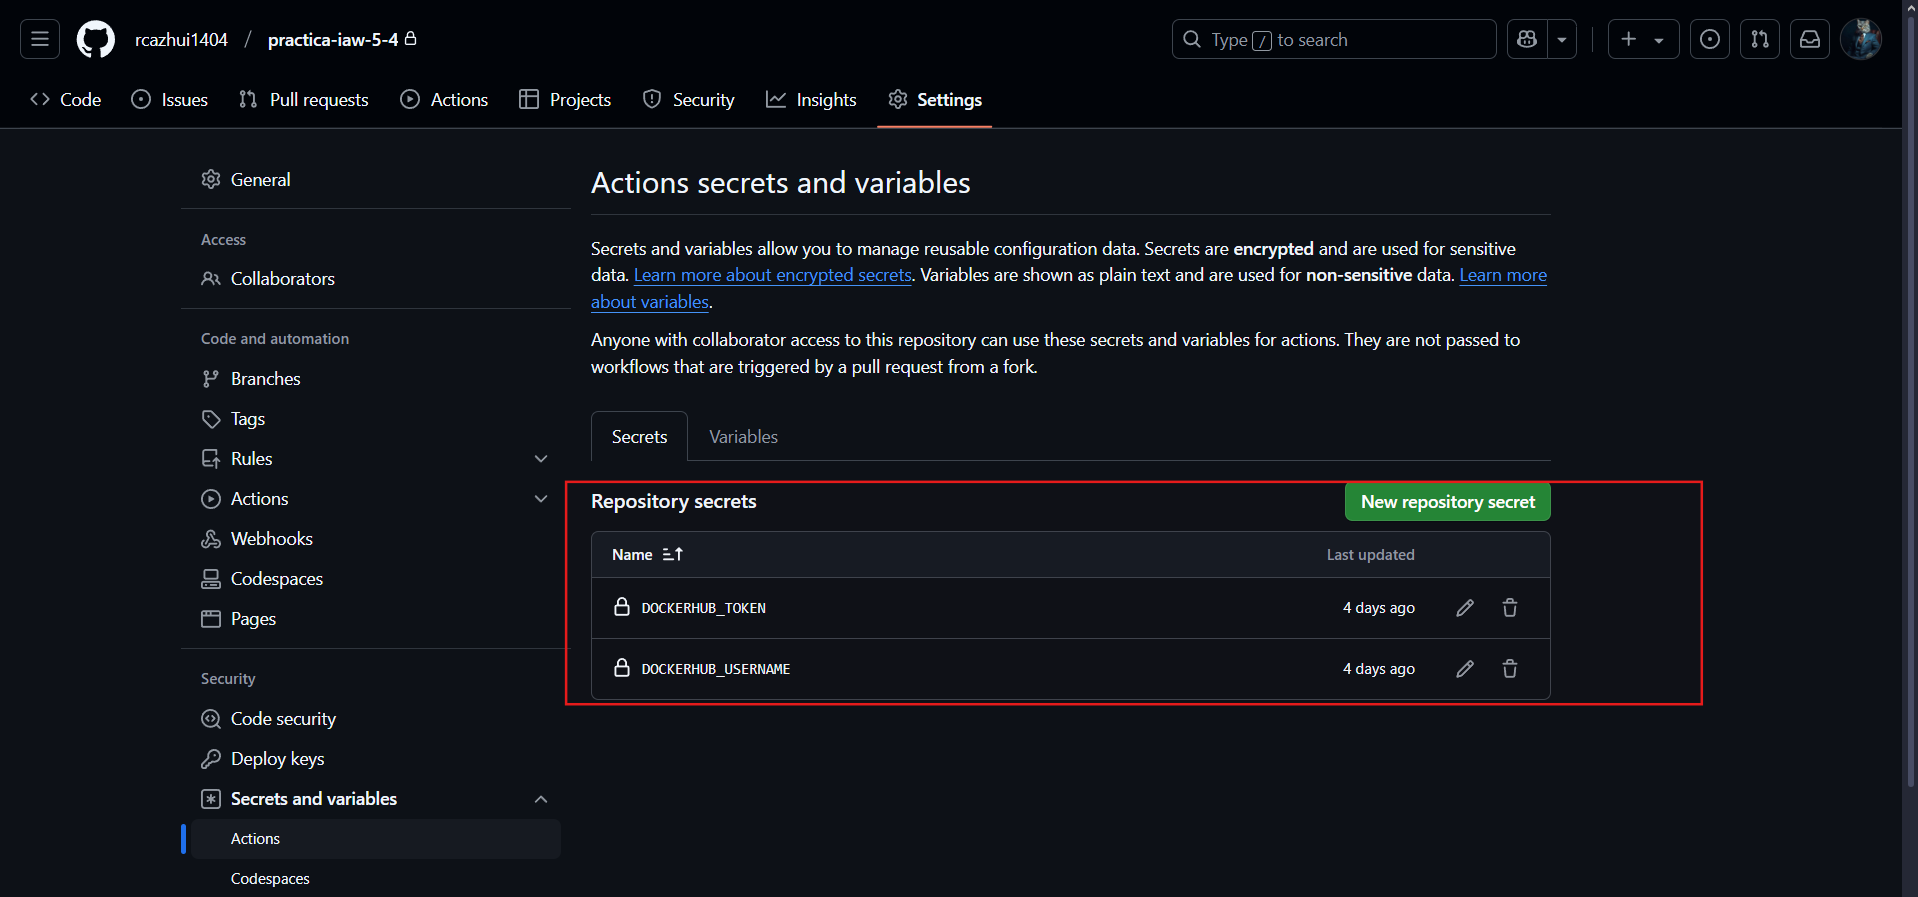 rcazhui1404 / practica-iaw-5-4
Type / to search
Code
Issues
Pull requests
Actions
Projects
Security
Insights
Settings
General
Access
Collaborators
Code and automation
Branches
Tags
Rules
Actions
Webhooks
Codespaces
Pages
Security
Code security
Deploy keys
Secrets and variables
Actions
Codespaces
Actions secrets and variables
Secrets and variables allow you to manage reusable configuration data. Secrets are encrypted and are used for sensitive
data. Learn more about encrypted secrets. Variables are shown as plain text and are used for non-sensitive data. Learn more
about variables.
Anyone with collaborator access to this repository can use these secrets and variables for actions. They are not passed to
workflows that are triggered by a pull request from a fork.
Secrets
Variables
Repository secrets
New repository secret
Name
Last updated
DOCKERHUB_TOKEN
4 days ago
DOCKERHUB_USERNAME
4 days ago